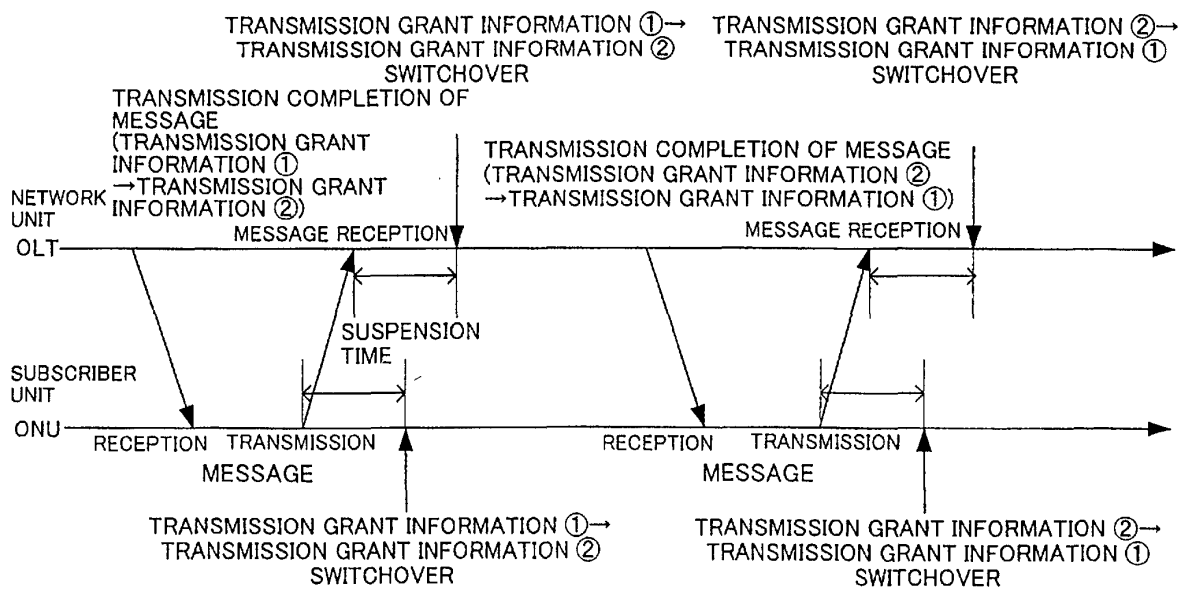 TRANSMISSION GRANT INFORMATION ①→
TRANSMISSION GRANT INFORMATION ②
SWITCHOVER
TRANSMISSION GRANT INFORMATION ②→
TRANSMISSION GRANT INFORMATION ①
SWITCHOVER
TRANSMISSION COMPLETION OF
MESSAGE
(TRANSMISSION GRANT
INFORMATION ①
→TRANSMISSION GRANT
INFORMATION ②)
TRANSMISSION COMPLETION OF MESSAGE
(TRANSMISSION GRANT INFORMATION ②
→TRANSMISSION GRANT INFORMATION ①)
NETWORK
UNIT
OLT
MESSAGE RECEPTION
MESSAGE RECEPTION
SUSPENSION
TIME
SUBSCRIBER
UNIT
ONU
RECEPTION
TRANSMISSION
MESSAGE
RECEPTION
TRANSMISSION
MESSAGE
TRANSMISSION GRANT INFORMATION ①→
TRANSMISSION GRANT INFORMATION ②
SWITCHOVER
TRANSMISSION GRANT INFORMATION ②→
TRANSMISSION GRANT INFORMATION ①
SWITCHOVER